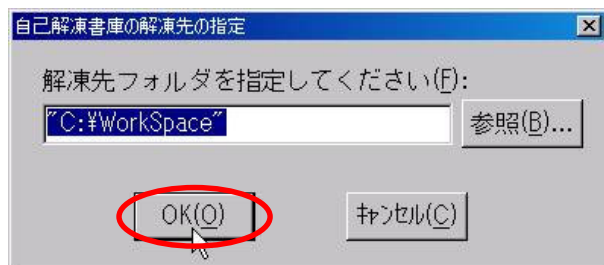 自己解凍書庫の解凍先の指定
解凍先フォルダを指定してください(F):
"C:¥WorkSpace"
参照(B)...
OK(O)
ｷｬﾝｾﾙ(C)